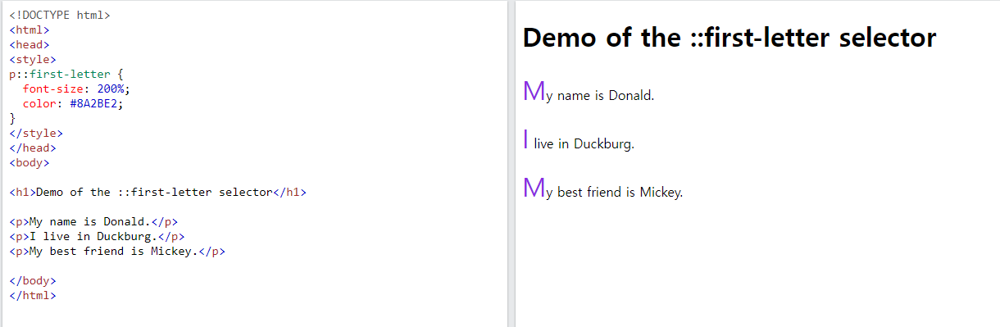 <!DOCTYPE html>
<html>
<head>
<style>
p::first-letter {
  font-size: 200%;
  color: #8A2BE2;
}
</style>
</head>
<body>

<h1>Demo of the ::first-letter selector</h1>

<p>My name is Donald.</p>
<p>I live in Duckburg.</p>
<p>My best friend is Mickey.</p>

</body>
</html>
Demo of the ::first-letter selector
My name is Donald.
I live in Duckburg.
My best friend is Mickey.